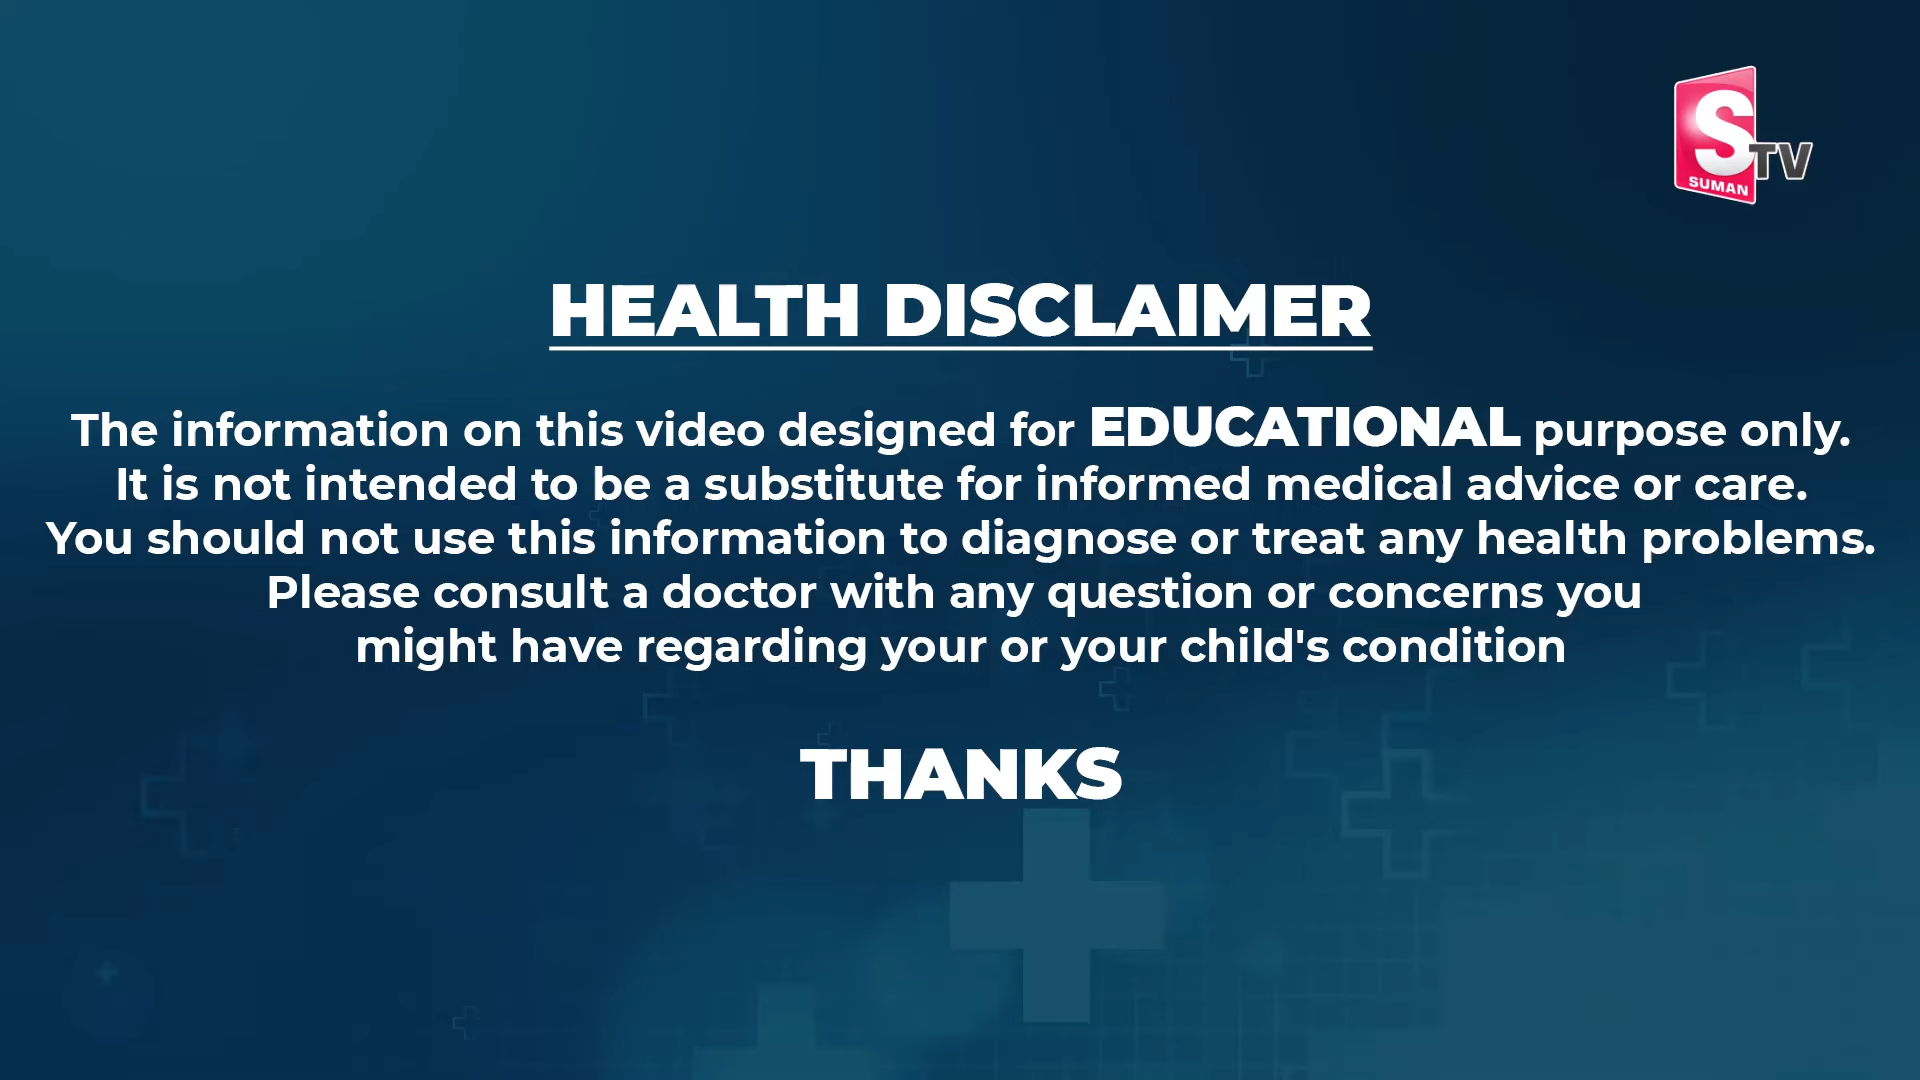 S TV
SUMAN
HEALTH DISCLAIMER
The information on this video designed for EDUCATIONAL purpose only.
It is not intended to be a substitute for informed medical advice or care.
You should not use this information to diagnose or treat any health problems.
Please consult a doctor with any question or concerns you
might have regarding your or your child's condition
THANKS